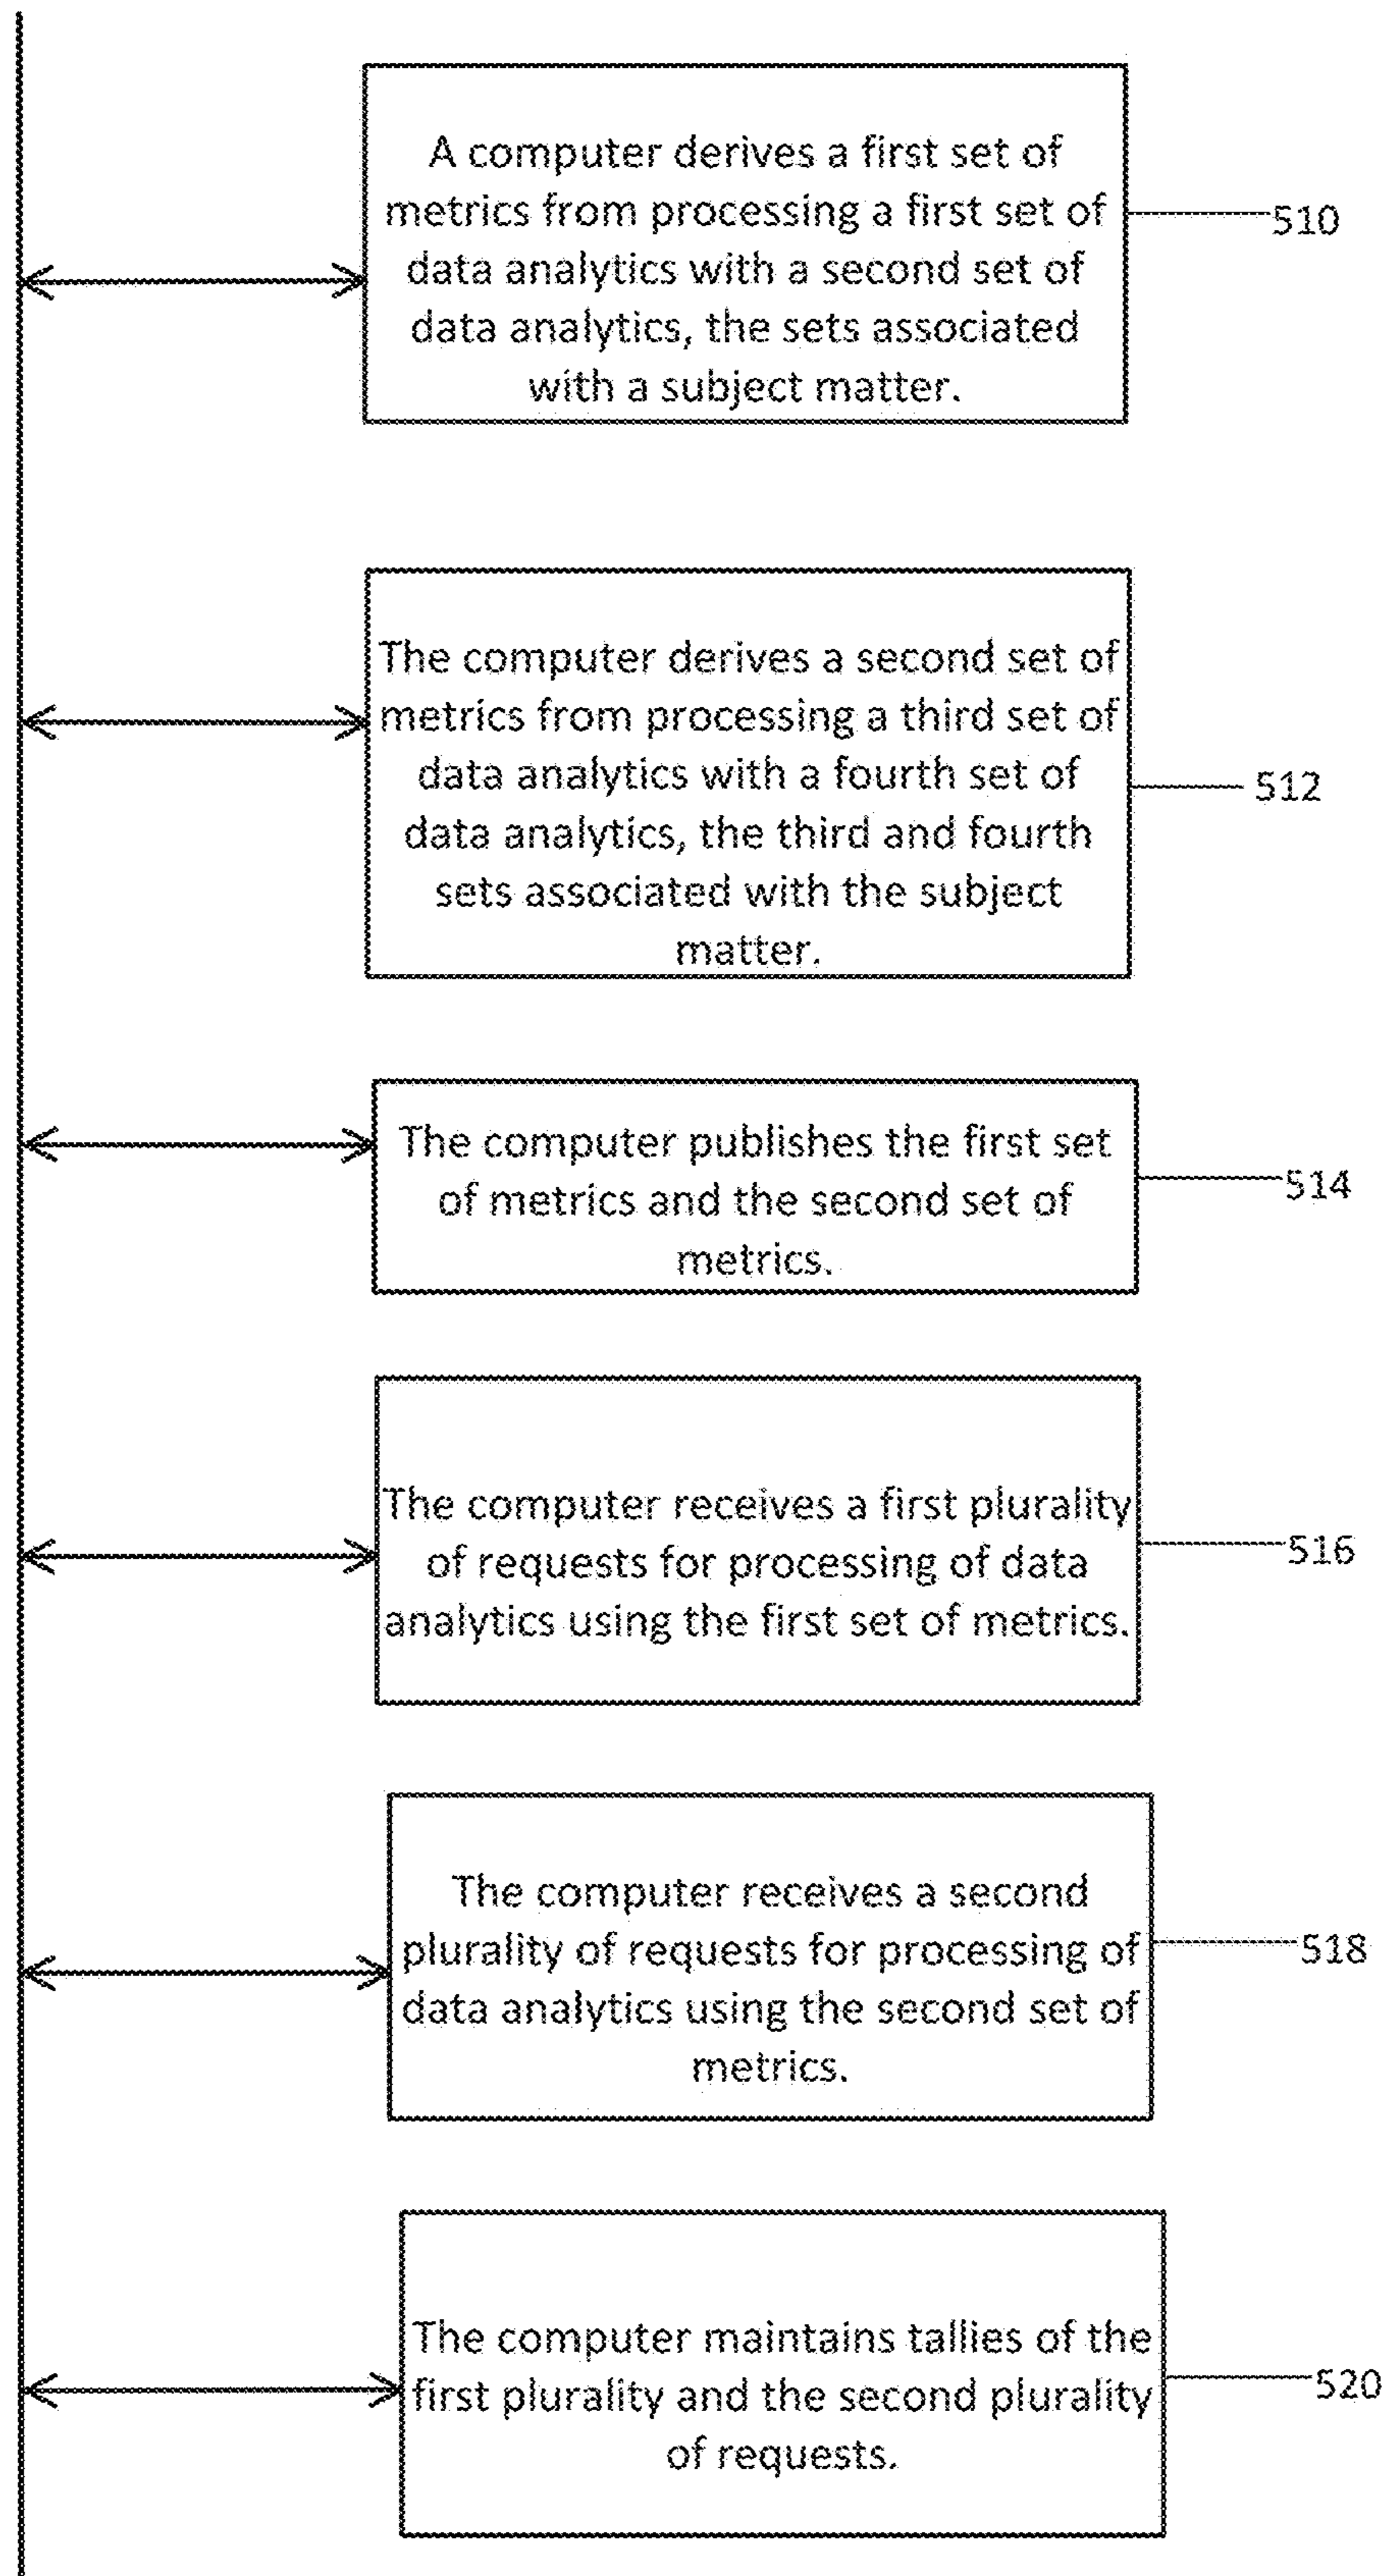 A computer derives a first set of
metrics from processing a first set of
data analytics with a second set of
data analytics, the sets associated
with a subject matter.
510
The computer derives a second set of
metrics from processing a third set of
data analytics with a fourth set of
data analytics, the third and fourth
sets associated with the subject
matter.
512
The computer publishes the first set
of metrics and the second set of
metrics.
514
The computer receives a first plurality
of requests for processing of data
analytics using the first set of metrics.
516
The computer receives a second
plurality of requests for processing of
data analytics using the second set of
metrics.
518
The computer maintains tallies of the
first plurality and the second plurality
of requests.
520